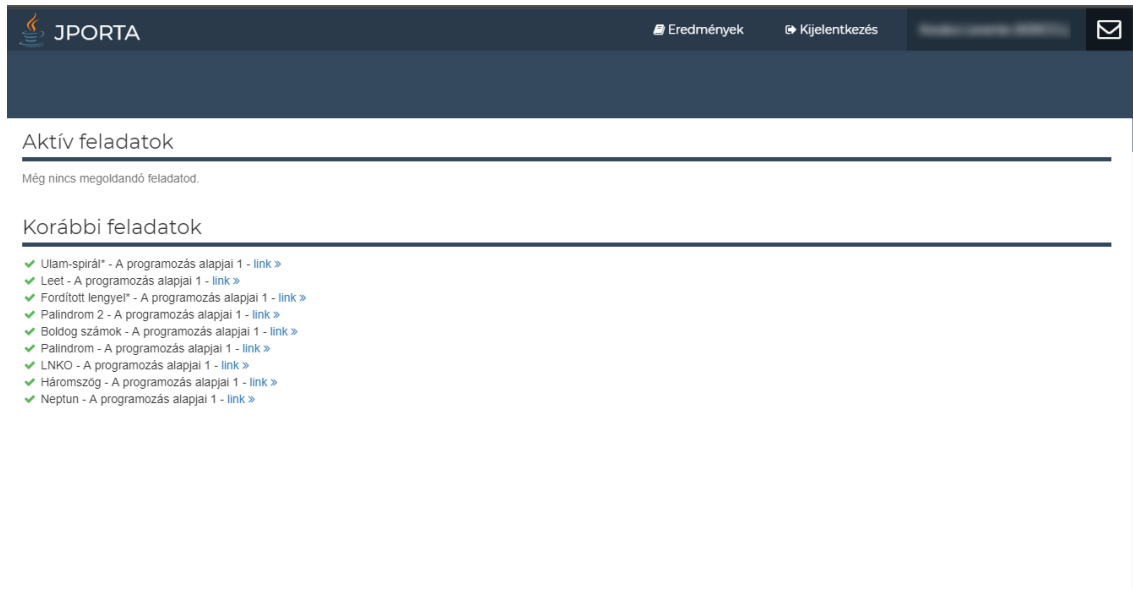 JPORTA
Eredmények
Kijelentkezés
Aktív feladatok
Még nincs megoldandó feladatod.
Korábbi feladatok
Ulam-spirál* - A programozás alapjai 1 - link »
Leet - A programozás alapjai 1 - link »
Fordított lengyel* - A programozás alapjai 1 - link »
Palindrom 2 - A programozás alapjai 1 - link »
Boldog számok - A programozás alapjai 1 - link »
Palindrom - A programozás alapjai 1 - link »
LNKO - A programozás alapjai 1 - link »
Háromszög - A programozás alapjai 1 - link »
Neptun - A programozás alapjai 1 - link »